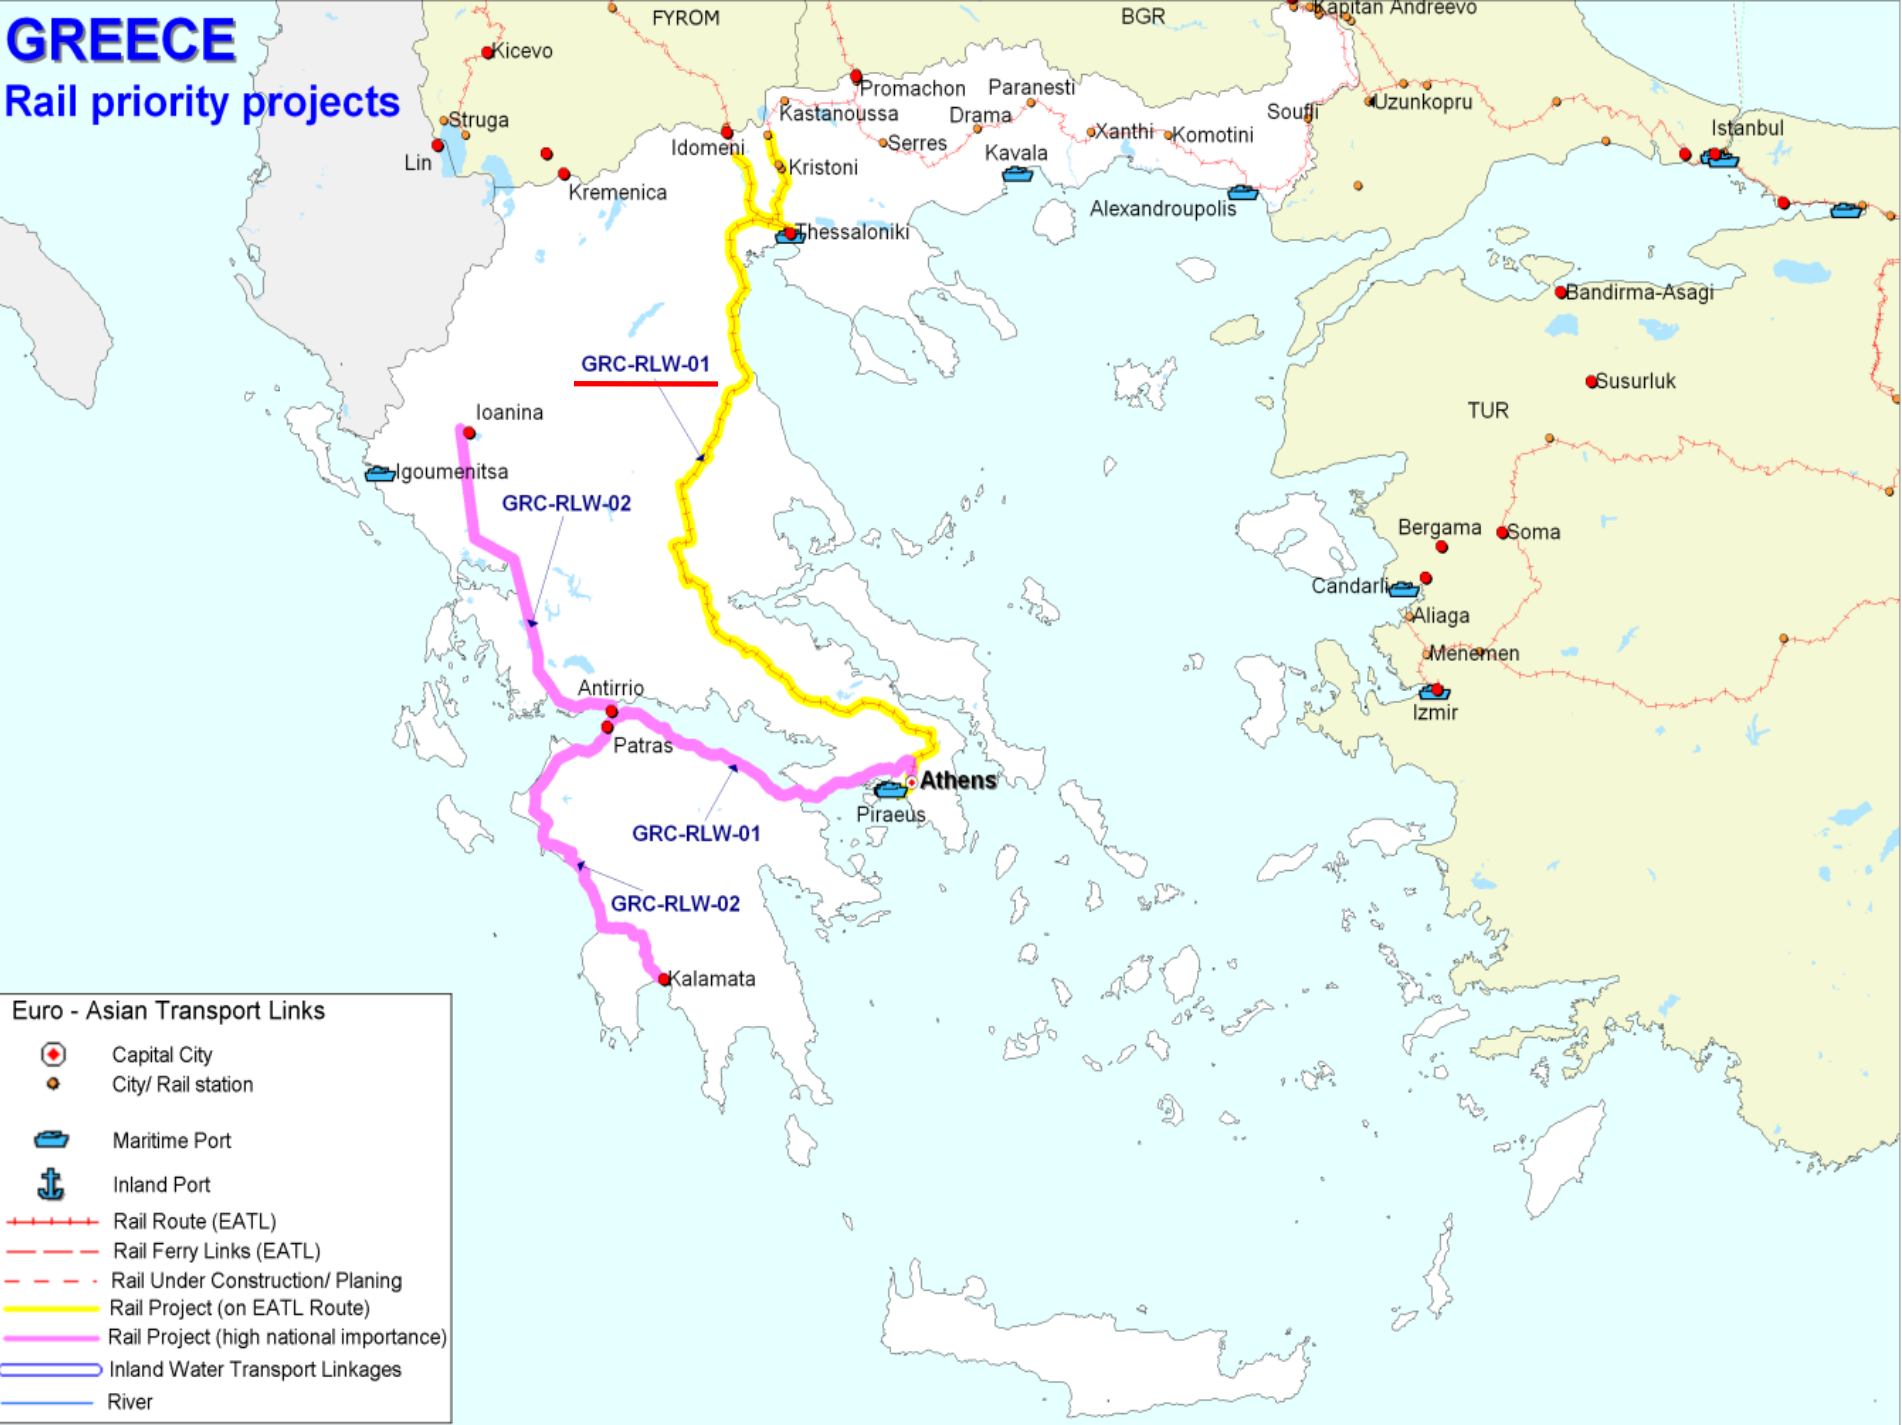 GREECE
Rail priority projects
FYROM
BGR
Kapitan Andreevo
Kicevo
Promachon
Paranesti
Uzunkopru
Kastanoussa
Drama
Soufli
Struga
Idomeni
Serres
Xanthi
Komotini
Istanbul
Lin
Kristoni
Kavala
Kremenica
Alexandroupolis
Thessaloniki
Bandirma-Asagi
GRC-RLW-01
Susurluk
Ioanina
TUR
Igoumenitsa
GRC-RLW-02
Bergama
Soma
Candarli
Aliaga
Menemen
Antirrio
Izmir
Patras
Athens
Piraeus
GRC-RLW-01
GRC-RLW-02
Kalamata
Euro - Asian Transport Links
Capital City
City/ Rail station
Maritime Port
Inland Port
Rail Route (EATL)
Rail Ferry Links (EATL)
Rail Under Construction/ Planing
Rail Project (on EATL Route)
Rail Project (high national importance)
Inland Water Transport Linkages
River